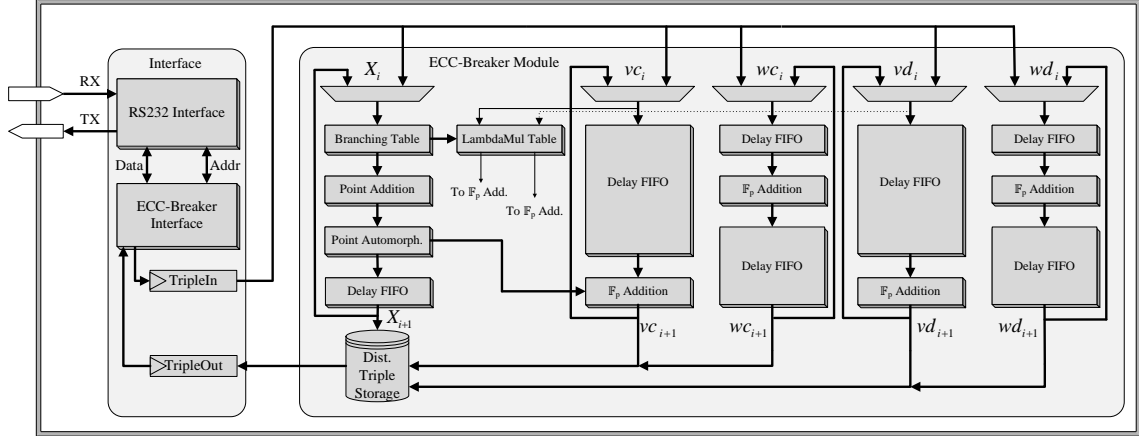 Interface
ECC-Breaker Module
RX
TX
RS232 Interface
Data
Addr
ECC-Breaker
Interface
TripleIn
TripleOut
X_i
Branching Table
LambdaMul Table
To 𝔽_p Add.
To 𝔽_p Add.
Point Addition
Point Automorph.
Delay FIFO
X_{i+1}
Dist.
Triple
Storage
vc_i
Delay FIFO
𝔽_p Addition
vc_{i+1}
wc_i
Delay FIFO
𝔽_p Addition
Delay FIFO
wc_{i+1}
vd_i
Delay FIFO
𝔽_p Addition
vd_{i+1}
wd_i
Delay FIFO
𝔽_p Addition
Delay FIFO
wd_{i+1}